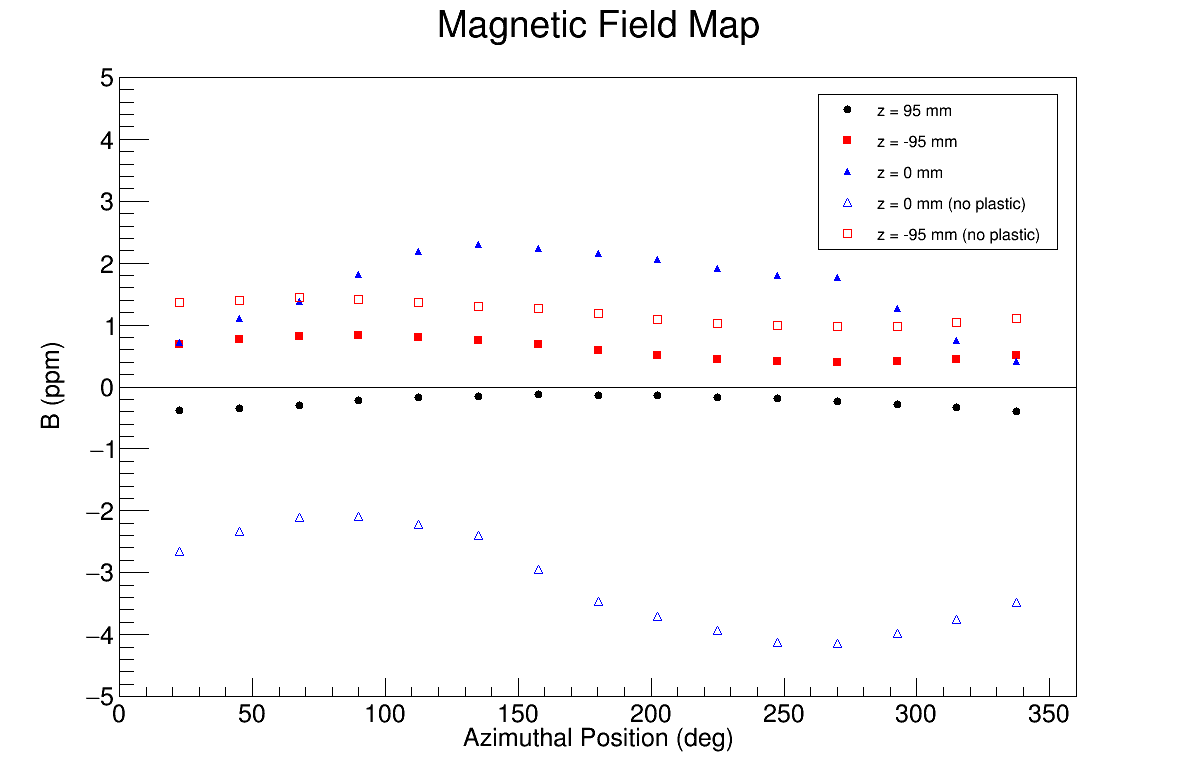 Magnetic Field Map
z = 95 mm
z = -95 mm
z = 0 mm
z = 0 mm (no plastic)
z = -95 mm (no plastic)
5
4
3
2
1
0
−1
−2
−3
−4
−5
B (ppm)
0 50 100 150 200 250 300 350
Azimuthal Position (deg)